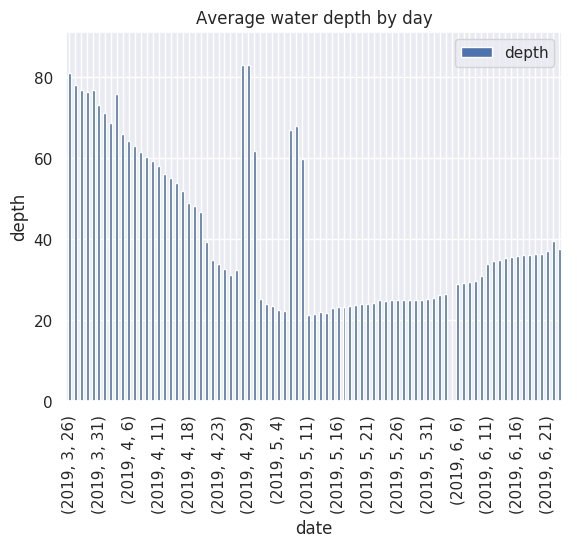 Average water depth by day
depth
80
60
40
20
0
depth
(2019, 3, 26)
(2019, 3, 31)
(2019, 4, 6)
(2019, 4, 11)
(2019, 4, 18)
(2019, 4, 23)
(2019, 4, 29)
(2019, 5, 4)
(2019, 5, 11)
(2019, 5, 16)
(2019, 5, 21)
(2019, 5, 26)
(2019, 5, 31)
(2019, 6, 6)
(2019, 6, 11)
(2019, 6, 16)
(2019, 6, 21)
date